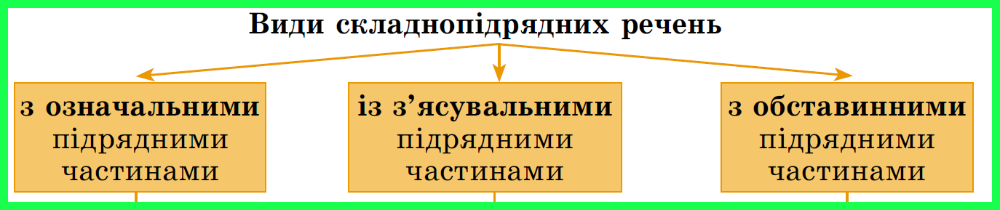 Види складнопідрядних речень
з означальними
підрядними
частинами
із з’ясувальними
підрядними
частинами
з обставинними
підрядними
частинами